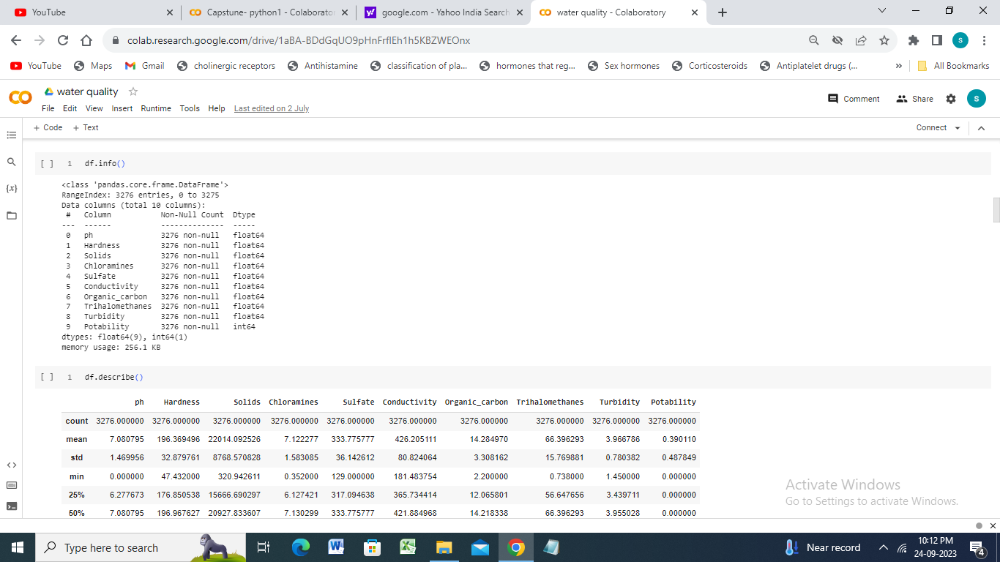 YouTube
Capstune- python1 - Colaborator
google.com - Yahoo India Search
water quality - Colaboratory
colab.research.google.com/drive/1aBA-BDdGqUO9pHnFrflEh1h5KBZWEOnx
S
YouTube Maps Gmail cholinergic receptors Antihistamine classification of pla... hormones that reg... Sex hormones Corticosteroids Antiplatelet drugs (... » All Bookmarks
water quality
Comment Share S
File Edit View Insert Runtime Tools Help Last edited on 2 July
+ Code + Text Connect
[ ] 1 df.info()
<class 'pandas.core.frame.DataFrame'>
RangeIndex: 3276 entries, 0 to 3275
Data columns (total 10 columns):
# Column Non-Null Count Dtype
--- ------ -------------- -----
0 ph 3276 non-null float64
1 Hardness 3276 non-null float64
2 Solids 3276 non-null float64
3 Chloramines 3276 non-null float64
4 Sulfate 3276 non-null float64
5 Conductivity 3276 non-null float64
6 Organic_carbon 3276 non-null float64
7 Trihalomethanes 3276 non-null float64
8 Turbidity 3276 non-null float64
9 Potability 3276 non-null int64
dtypes: float64(9), int64(1)
memory usage: 256.1 KB
[ ] 1 df.describe()
ph Hardness Solids Chloramines Sulfate Conductivity Organic_carbon Trihalomethanes Turbidity Potability
count 3276.000000 3276.000000 3276.000000 3276.000000 3276.000000 3276.000000 3276.000000 3276.000000 3276.000000 3276.000000
mean 7.080795 196.369496 22014.092526 7.122277 333.775777 426.205111 14.284970 66.396293 3.966786 0.390110
std 1.469956 32.879761 8768.570828 1.583085 36.142612 80.824064 3.308162 15.769881 0.780382 0.487849
min 0.000000 47.432000 320.942611 0.352000 129.000000 181.483754 2.200000 0.738000 1.450000 0.000000
25% 6.277673 176.850538 15666.690297 6.127421 317.094638 365.734414 12.065801 56.647656 3.439711 0.000000
50% 7.080795 196.967627 20927.833607 7.130299 333.775777 421.884968 14.218338 66.396293 3.955028 0.000000
Activate Windows
Go to Settings to activate Windows.
Type here to search
Near record
10:12 PM
24-09-2023
4